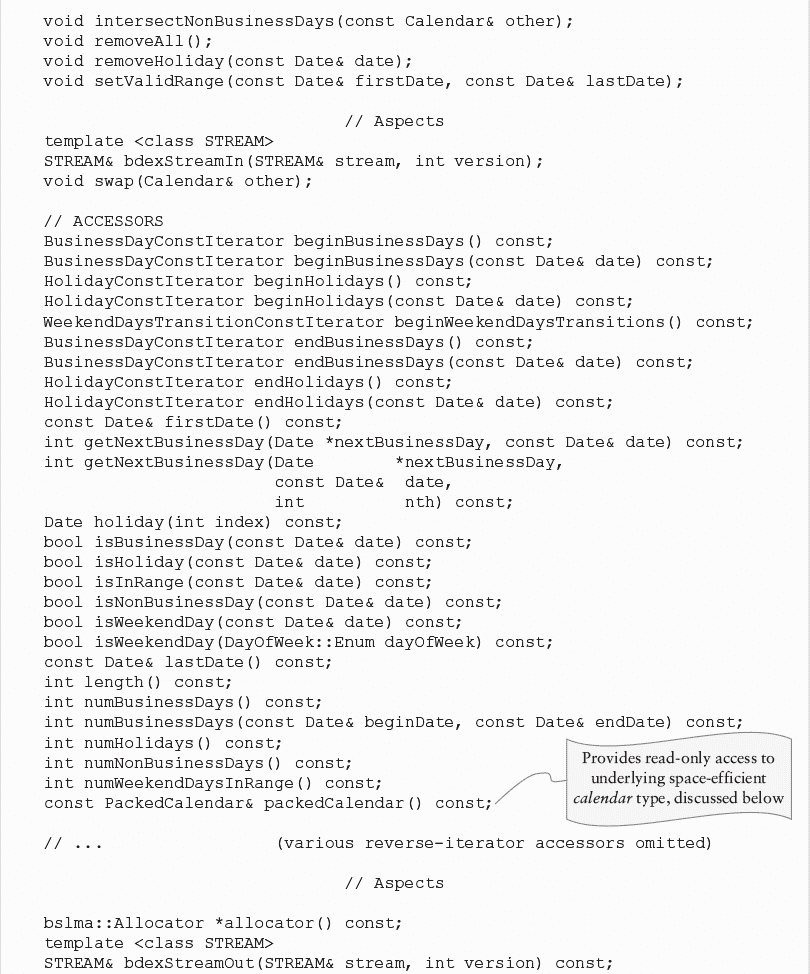 void intersectNonBusinessDays(const Calendar& other);
void removeAll();
void removeHoliday(const Date& date);
void setValidRange(const Date& firstDate, const Date& lastDate);
// Aspects
template <class STREAM>
STREAM& bdexStreamIn(STREAM& stream, int version);
void swap(Calendar& other);
// ACCESSORS
BusinessDayConstIterator beginBusinessDays() const;
BusinessDayConstIterator beginBusinessDays(const Date& date) const;
HolidayConstIterator beginHolidays() const;
HolidayConstIterator beginHolidays(const Date& date) const;
WeekendDaysTransitionConstIterator beginWeekendDaysTransitions() const;
BusinessDayConstIterator endBusinessDays() const;
BusinessDayConstIterator endBusinessDays(const Date& date) const;
HolidayConstIterator endHolidays() const;
HolidayConstIterator endHolidays(const Date& date) const;
const Date& firstDate() const;
int getNextBusinessDay(Date *nextBusinessDay, const Date& date) const;
int getNextBusinessDay(Date        *nextBusinessDay,
                       const Date&  date,
                       int          nth) const;
Date holiday(int index) const;
bool isBusinessDay(const Date& date) const;
bool isHoliday(const Date& date) const;
bool isInRange(const Date& date) const;
bool isNonBusinessDay(const Date& date) const;
bool isWeekendDay(const Date& date) const;
bool isWeekendDay(DayOfWeek::Enum dayOfWeek) const;
const Date& lastDate() const;
int length() const;
int numBusinessDays() const;
int numBusinessDays(const Date& beginDate, const Date& endDate) const;
int numHolidays() const;
int numNonBusinessDays() const;
int numWeekendDaysInRange() const;
const PackedCalendar& packedCalendar() const;
Provides read-only access to
underlying space-efficient
calendar type, discussed below
// ...                 (various reverse-iterator accessors omitted)
// Aspects
bslma::Allocator *allocator() const;
template <class STREAM>
STREAM& bdexStreamOut(STREAM& stream, int version) const;